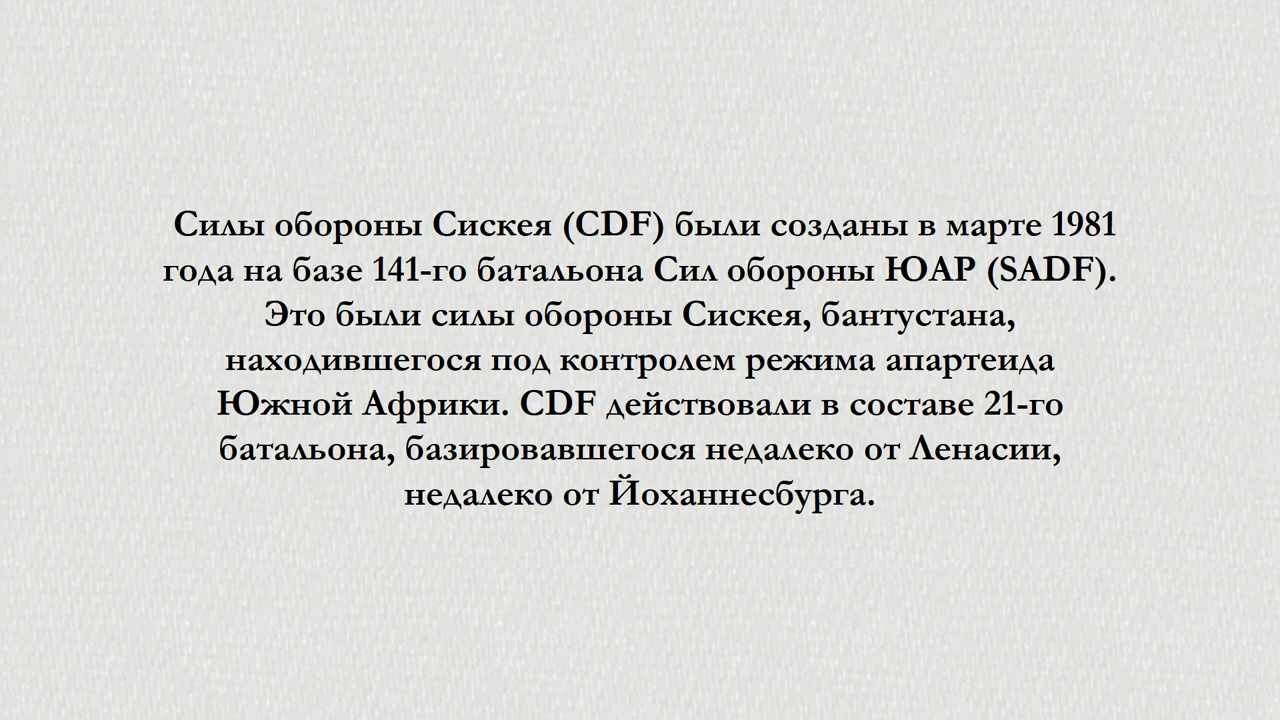 Силы обороны Сискея (CDF) были созданы в марте 1981
года на базе 141-го батальона Сил обороны ЮАР (SADF).
Это были силы обороны Сискея, бантустана,
находившегося под контролем режима апартеида
Южной Африки. CDF действовали в составе 21-го
батальона, базировавшегося недалеко от Ленасии,
недалеко от Йоханнесбурга.